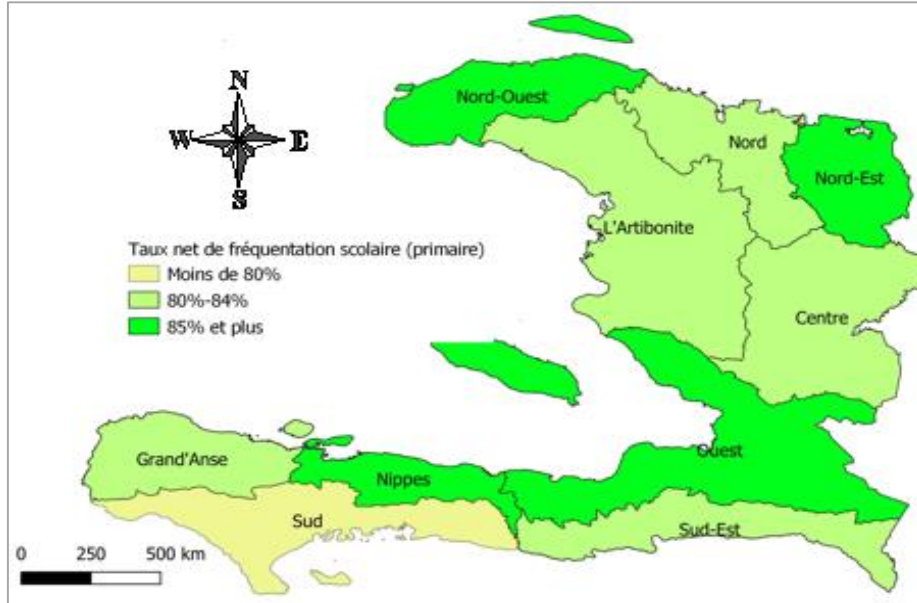 N
W E
S
Nord-Ouest
Nord
Nord-Est
L'Artibonite
Taux net de fréquentation scolaire (primaire)
Moins de 80%
80%-84%
85% et plus
Centre
Grand'Anse
Nippes
Ouest
Sud
Sud-Est
0 250 500 km